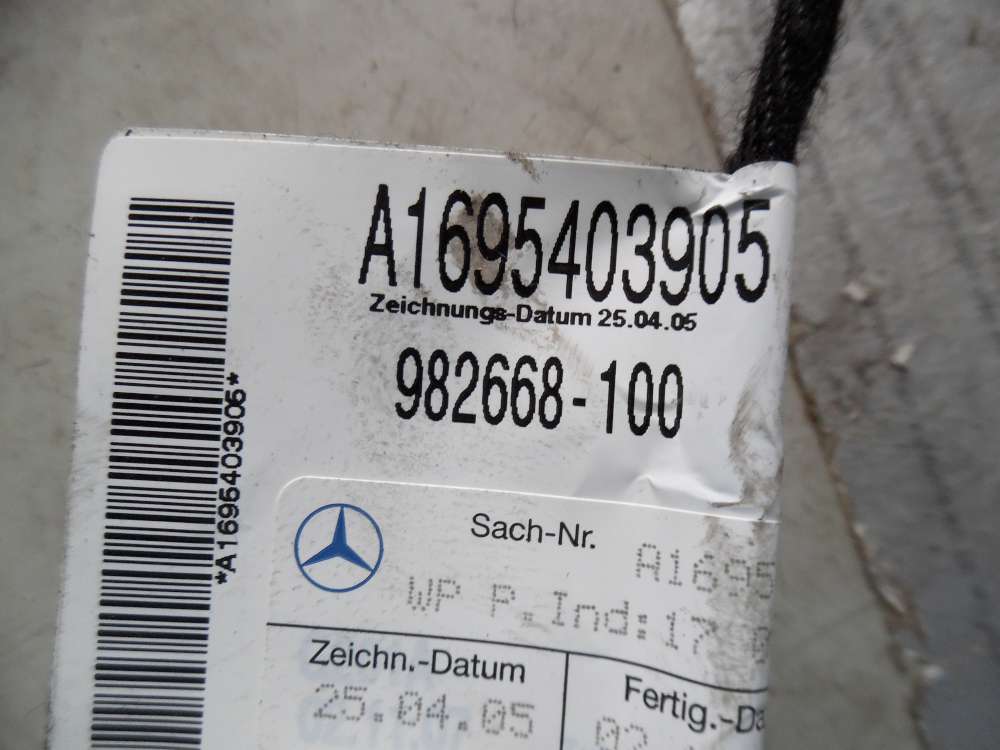 A1695403905
Zeichnungs-Datum 25.04.05
982668-100
*A1695403905*
Sach-Nr. A1695
WP P.Ind:17
Zeichn.-Datum
Fertig.-Da
25.04.05
02